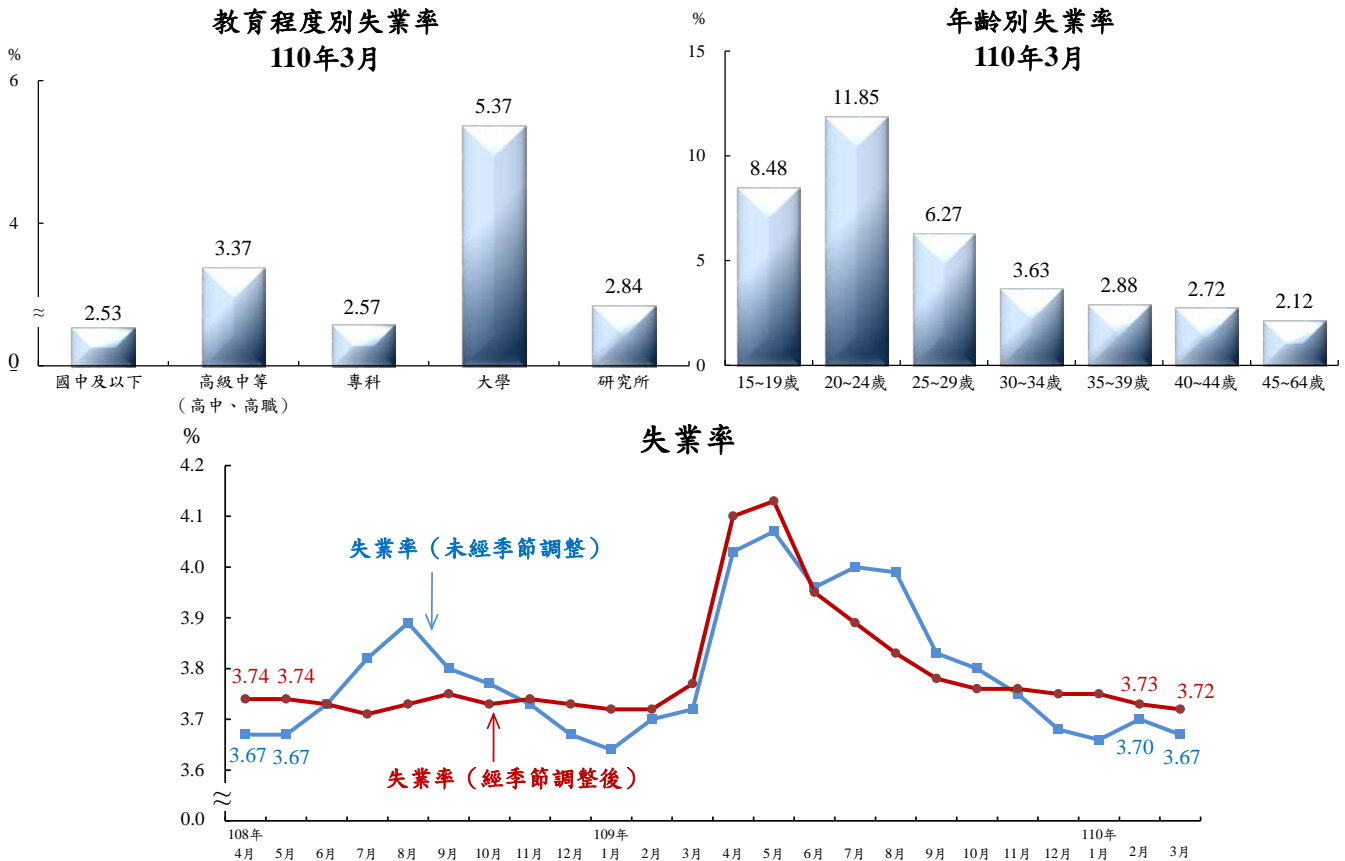 教育程度別失業率
110年3月
%
6
4
≈
0
2.53
3.37
2.57
5.37
2.84
國中及以下
高級中等
（高中、高職）
專科
大學
研究所
年齡別失業率
110年3月
%
15
10
5
0
8.48
11.85
6.27
3.63
2.88
2.72
2.12
15~19歲
20~24歲
25~29歲
30~34歲
35~39歲
40~44歲
45~64歲
失業率
%
4.2
4.1
4.0
3.9
3.8
3.7
3.6
≈
0.0
失業率（未經季節調整）
失業率（經季節調整後）
3.74 3.74
3.67 3.67
3.73
3.72
3.70
3.67
108年 109年 110年
4月 5月 6月 7月 8月 9月 10月 11月 12月 1月 2月 3月 4月 5月 6月 7月 8月 9月 10月 11月 12月 1月 2月 3月